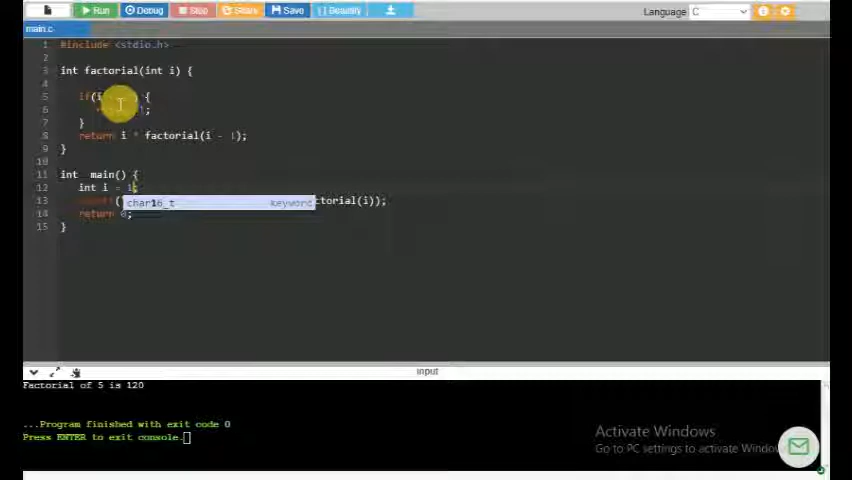 Run Debug Stop Share Save { } Beautify Language C
main.c
1 #include <stdio.h>
2
3 int factorial(int i) {
4
5 if(i ) {
6 1;
7 }
8 return i * factorial(i - 1);
9 }
10
11 int main() {
12 int i = 1;
13 ctorial(i));
char16_t keyword
14 return 0;
15 }
input
Factorial of 5 is 120
...Program finished with exit code 0
Press ENTER to exit console.
Activate Windows
Go to PC settings to activate Windo